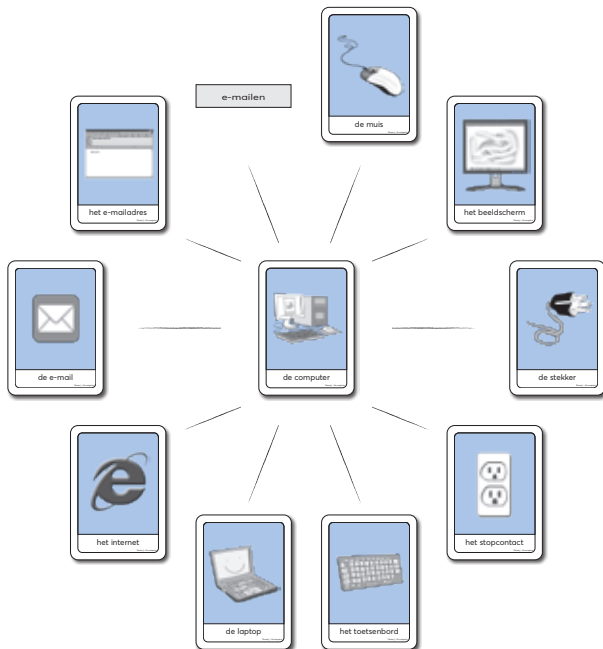 de muis
e-mailen
het e-mailadres
het beeldscherm
de e-mail
de computer
de stekker
het internet
het stopcontact
de laptop
het toetsenbord